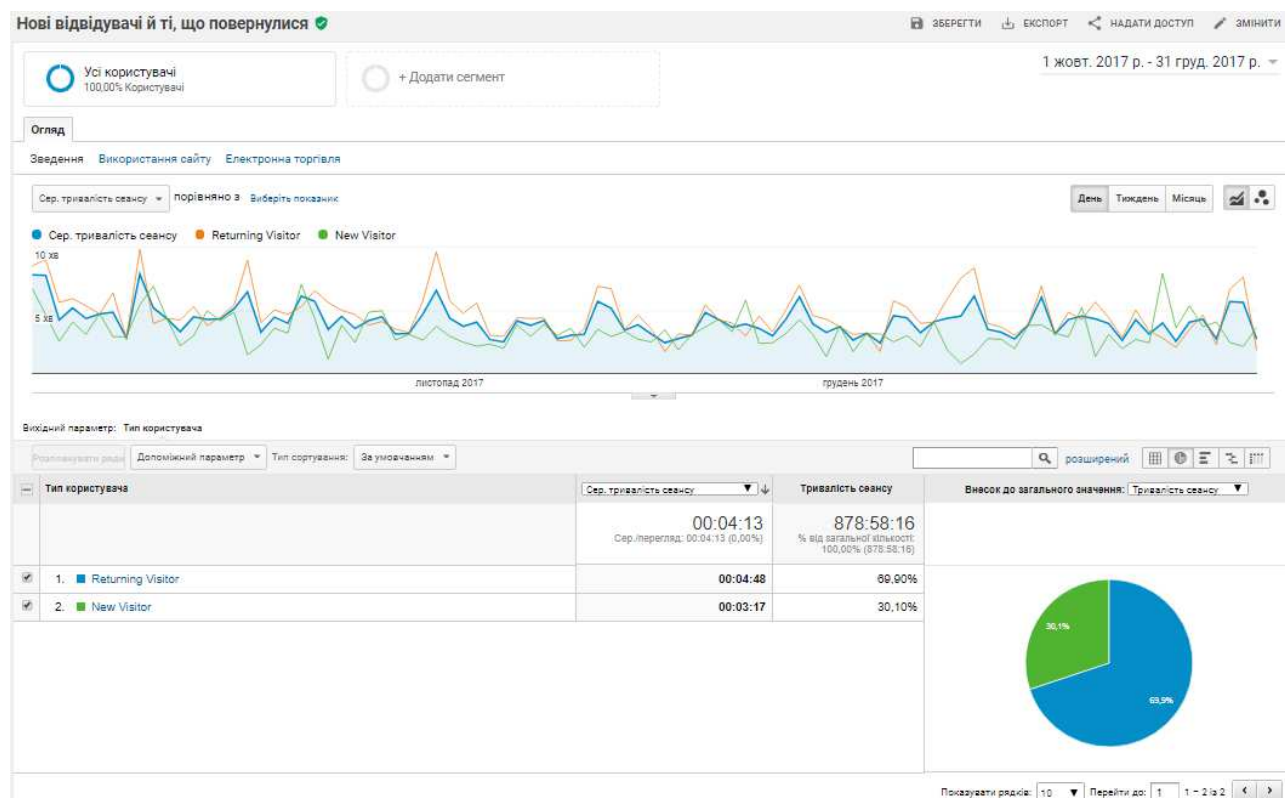 Нові відвідувачі й ті, що повернулися
ЗБЕРЕГТИ ЕКСПОРТ НАДАТИ ДОСТУП ЗМІНИТИ
Усі користувачі
100,00% Користувачі
+ Додати сегмент
1 жовт. 2017 р. - 31 груд. 2017 р.
Огляд
Зведення Використання сайту Електронна торгівля
Сер. тривалість сеансу порівняно з Виберіть показник
День Тиждень Місяць
Сер. тривалість сеансу Returning Visitor New Visitor
10 хв
5 хв
листопад 2017 грудень 2017
Вихідний параметр: Тип користувача
Допоміжний параметр Тип сортування: За умовчанням розширений
Тип користувача Сер. тривалість сеансу Тривалість сеансу Внесок до загального значення: Тривалість сеансу
00:04:13 878:58:16
Сер./перегляд: 00:04:13 (0,00%) % від загальної кількості: 100,00% (878:58:16)
1. Returning Visitor 00:04:48 69,90%
2. New Visitor 00:03:17 30,10%
30,1%
69,9%
Показувати рядків: 10 Перейти до: 1 1 – 2 із 2